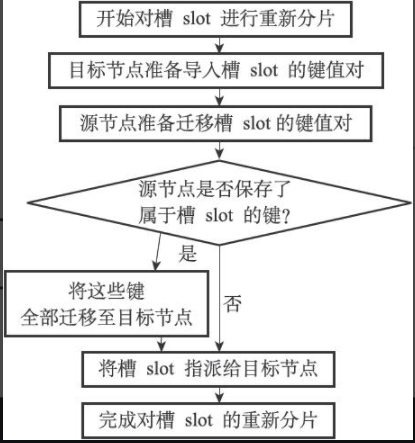 开始对槽 slot 进行重新分片
目标节点准备导入槽 slot 的键值对
源节点准备迁移槽 slot的键值对
源节点是否保存了
属于槽 slot 的键？
是
将这些键
全部迁移至目标节点
否
将槽 slot 指派给目标节点
完成对槽 slot 的重新分片